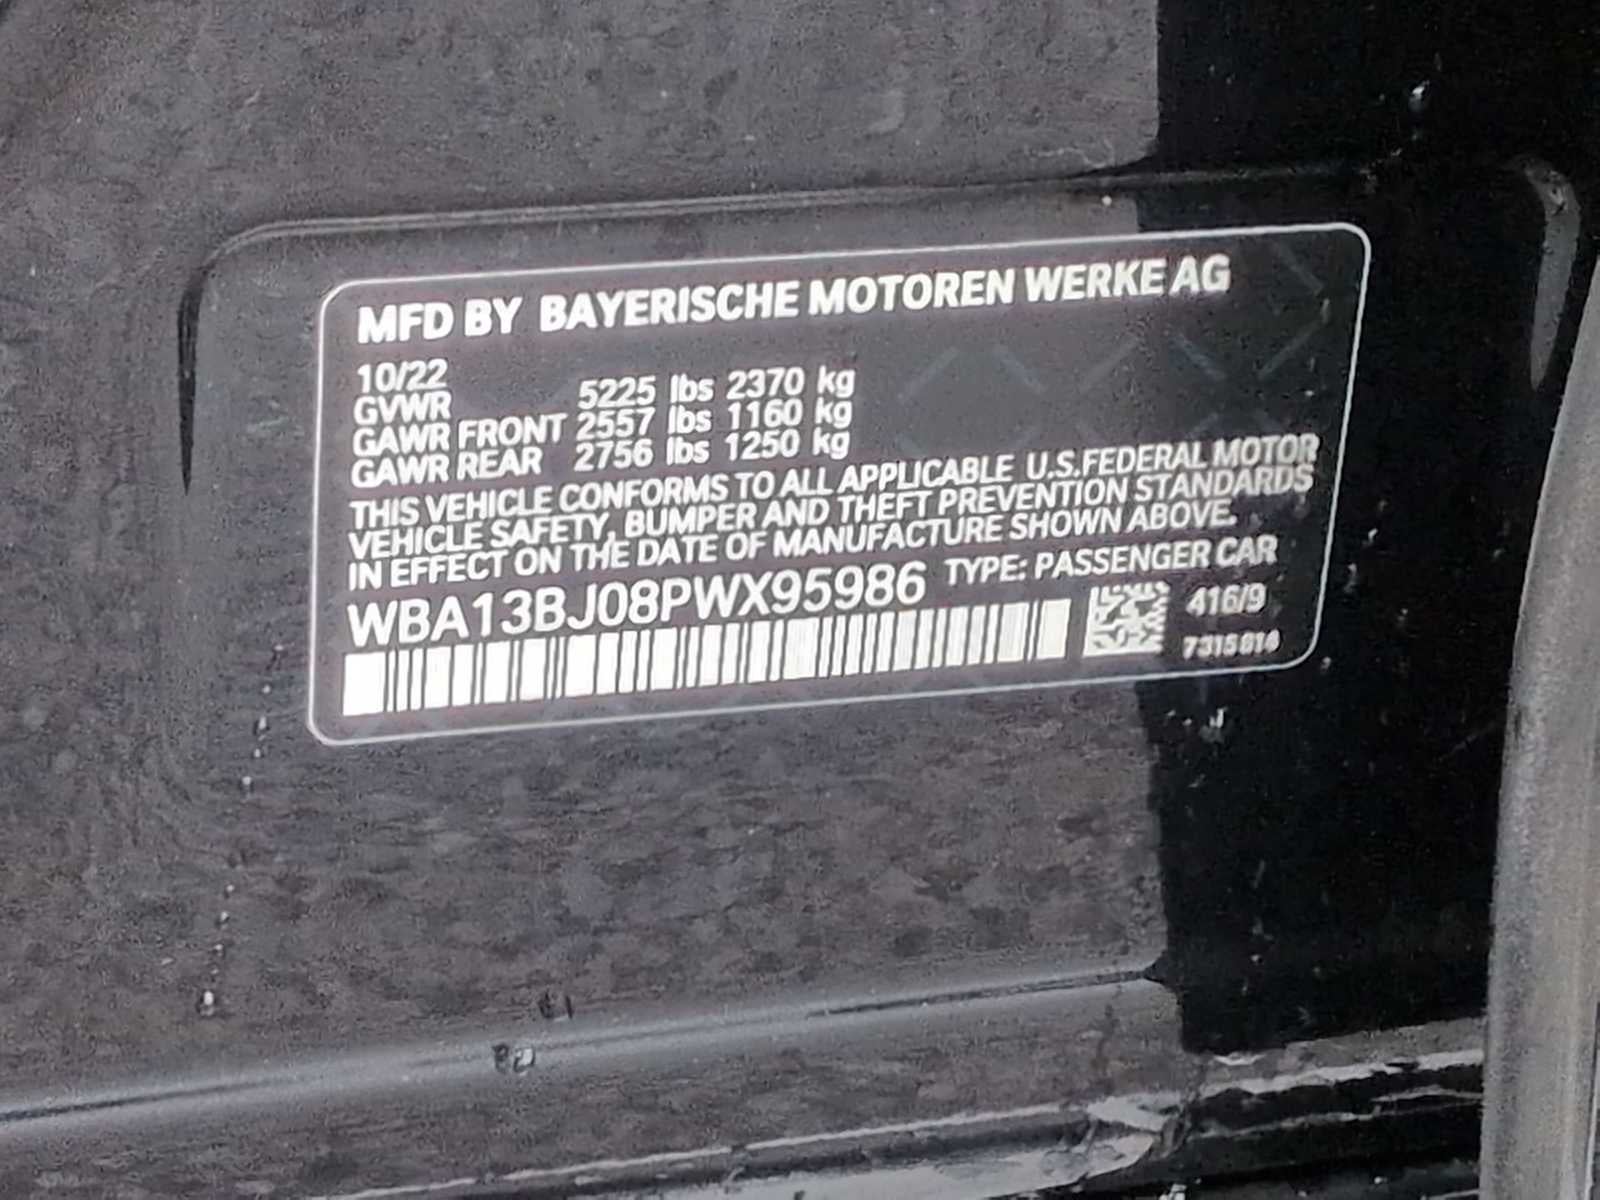 MFD BY BAYERISCHE MOTOREN WERKE AG
10/22
GVWR 5225 lbs 2370 kg
GAWR FRONT 2557 lbs 1160 kg
GAWR REAR 2756 lbs 1250 kg
THIS VEHICLE CONFORMS TO ALL APPLICABLE U.S.FEDERAL MOTOR
VEHICLE SAFETY, BUMPER AND THEFT PREVENTION STANDARDS
IN EFFECT ON THE DATE OF MANUFACTURE SHOWN ABOVE.
WBA13BJ08PWX95986 TYPE: PASSENGER CAR
416/9